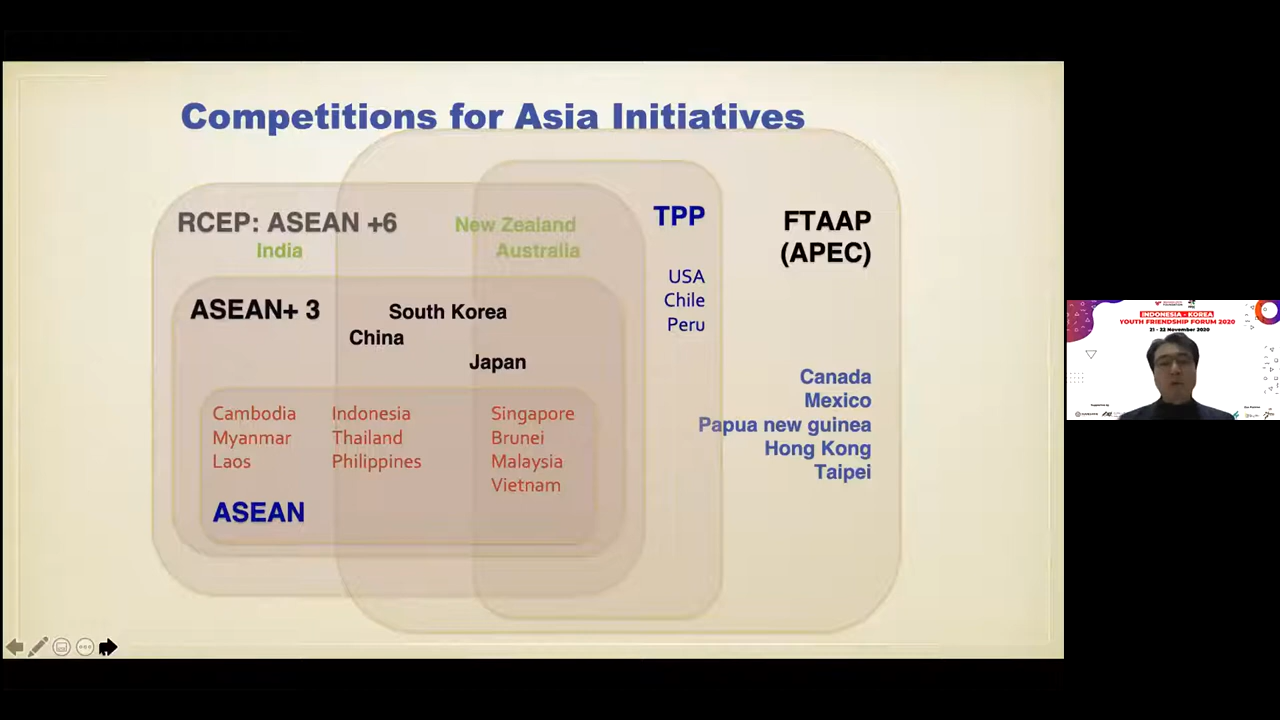 Competitions for Asia Initiatives
RCEP: ASEAN +6
India
New Zealand
Australia
TPP
USA
Chile
Peru
FTAAP
(APEC)
ASEAN+ 3
South Korea
China
Japan
Cambodia
Myanmar
Laos
Indonesia
Thailand
Philippines
Singapore
Brunei
Malaysia
Vietnam
ASEAN
Canada
Mexico
Papua new guinea
Hong Kong
Taipei
INDONESIA - KOREA
YOUTH FRIENDSHIP FORUM 2020
21 - 22 November 2020